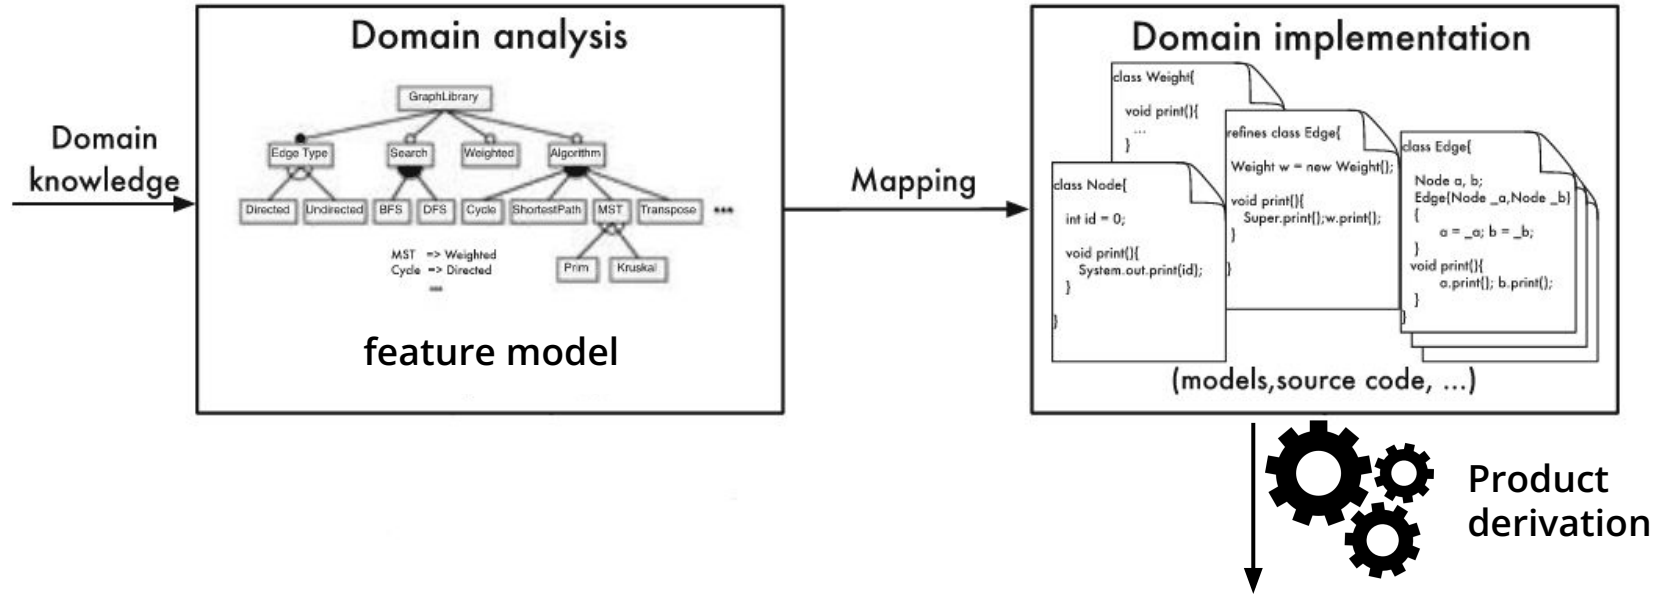 Domain
knowledge
Domain analysis
GraphLibrary
Edge Type
Search
Weighted
Algorithm
Directed
Undirected
BFS
DFS
Cycle
ShortestPath
MST
Transpose
•••
Prim
Kruskal
MST => Weighted
Cycle => Directed
•••
feature model
Mapping
Domain implementation
class Weight{
void print(){
...
}
refines class Edge{
Weight w = new Weight();
void print(){
Super.print();w.print();
}
}
class Edge{
Node a, b;
Edge(Node _a,Node _b)
{
a = _a; b = _b;
}
void print(){
a.print(); b.print();
}
}
class Node{
int id = 0;
void print(){
System.out.print(id);
}
}
(models,source code, ...)
Product
derivation